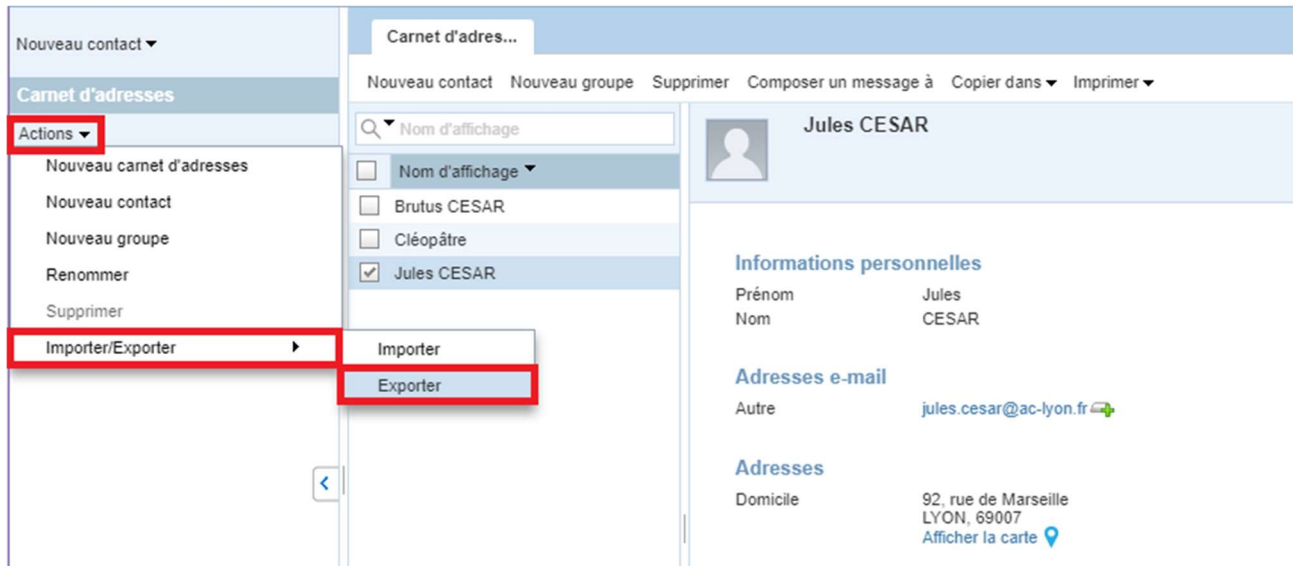 Nouveau contact
Carnet d'adresses
Actions
Nouveau carnet d'adresses
Nouveau contact
Nouveau groupe
Renommer
Supprimer
Importer/Exporter
Importer
Exporter
Carnet d'adres...
Nouveau contact Nouveau groupe Supprimer Composer un message à Copier dans Imprimer
Nom d'affichage
Nom d'affichage
Brutus CESAR
Cléopâtre
Jules CESAR
Jules CESAR
Informations personnelles
Prénom Jules
Nom CESAR
Adresses e-mail
Autre jules.cesar@ac-lyon.fr
Adresses
Domicile 92, rue de Marseille
LYON, 69007
Afficher la carte